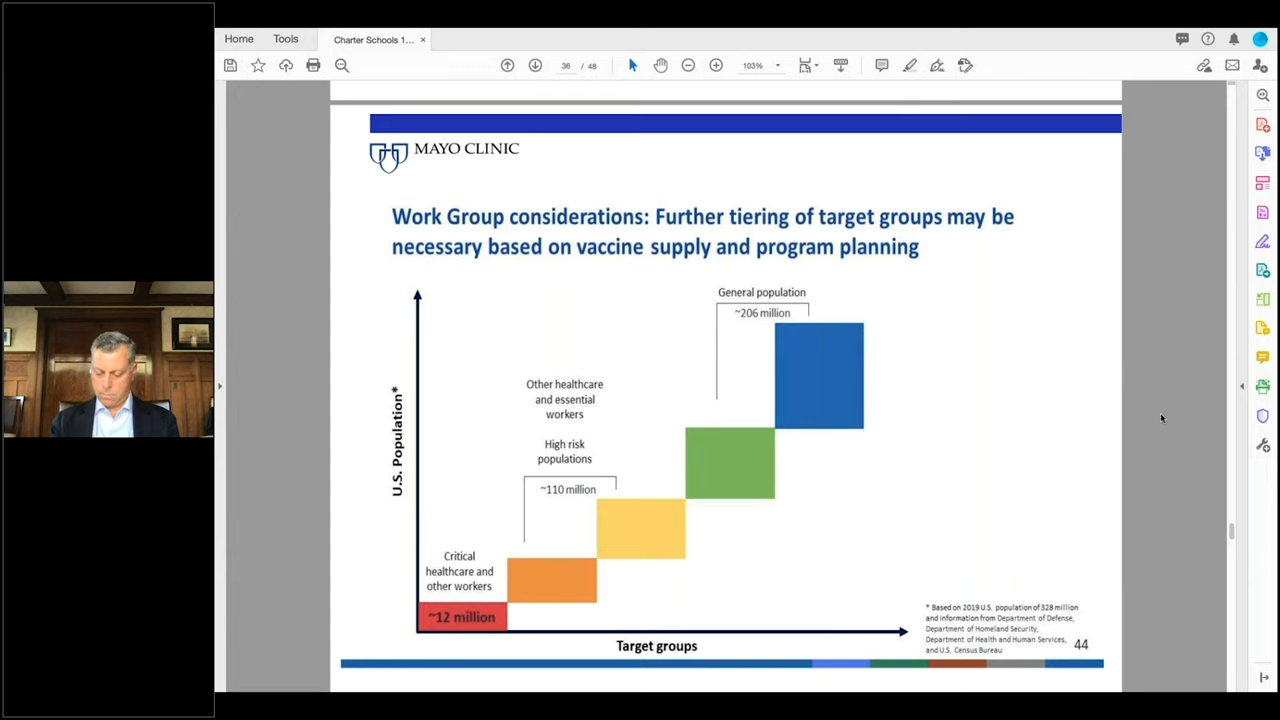 Home Tools Charter Schools 1... ×
36 / 48 103%
MAYO CLINIC
Work Group considerations: Further tiering of target groups may be
necessary based on vaccine supply and program planning
General population
~206 million
Other healthcare
and essential
workers
High risk
populations
~110 million
Critical
healthcare and
other workers
~12 million
U.S. Population*
Target groups
* Based on 2019 U.S. population of 328 million
and information from Department of Defense,
Department of Homeland Security,
Department of Health and Human Services,
and U.S. Census Bureau
44